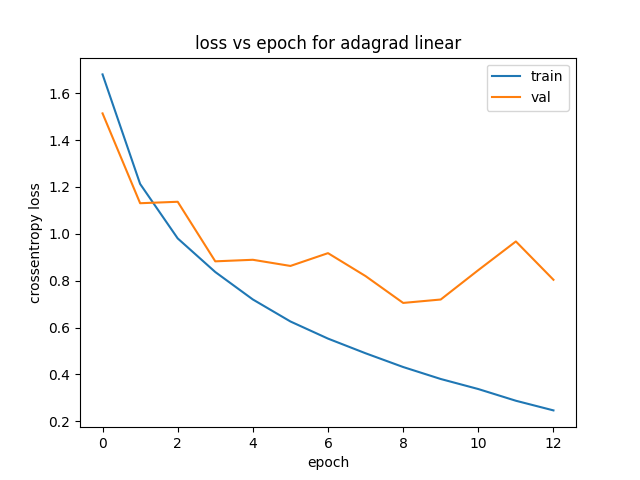 loss vs epoch for adagrad linear
train
val
crossentropy loss
1.6
1.4
1.2
1.0
0.8
0.6
0.4
0.2
0 2 4 6 8 10 12
epoch